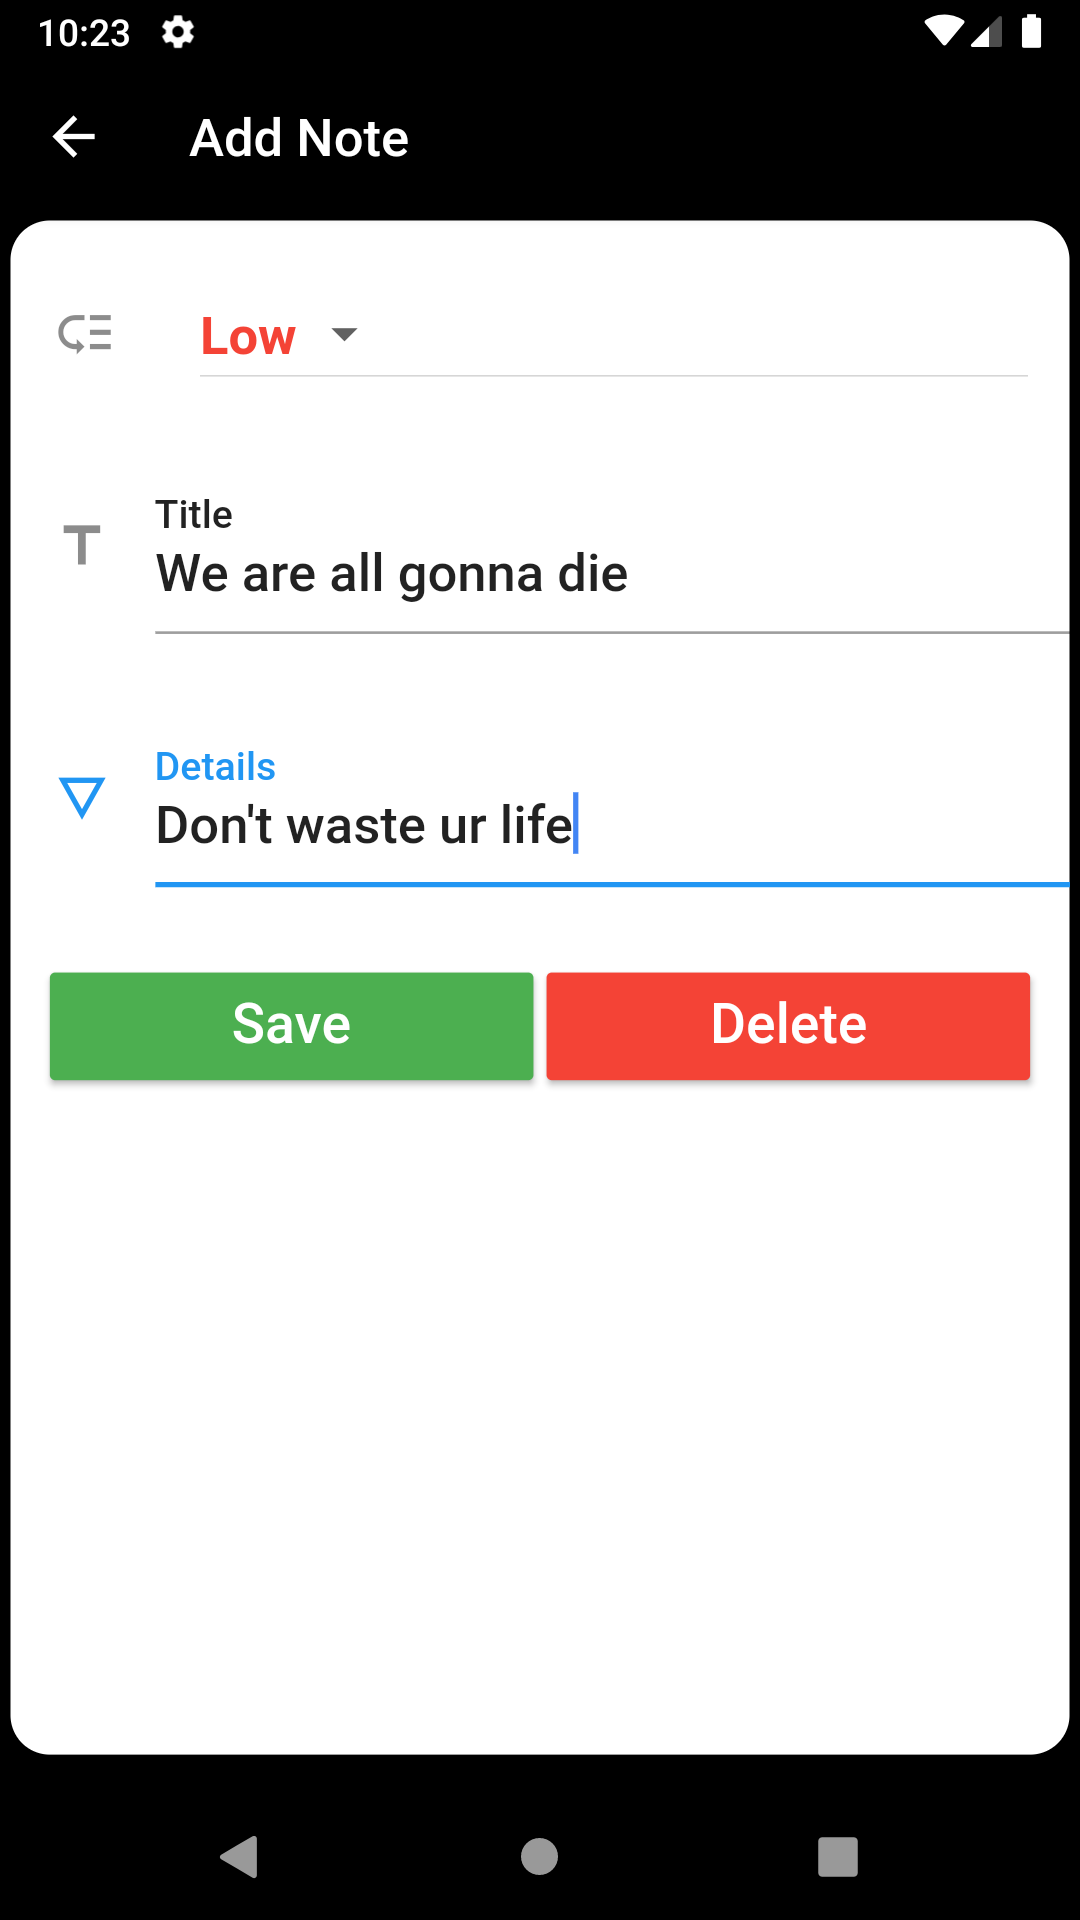 10:23
Add Note
Low
Title
We are all gonna die
Details
Don't waste ur life
Save
Delete